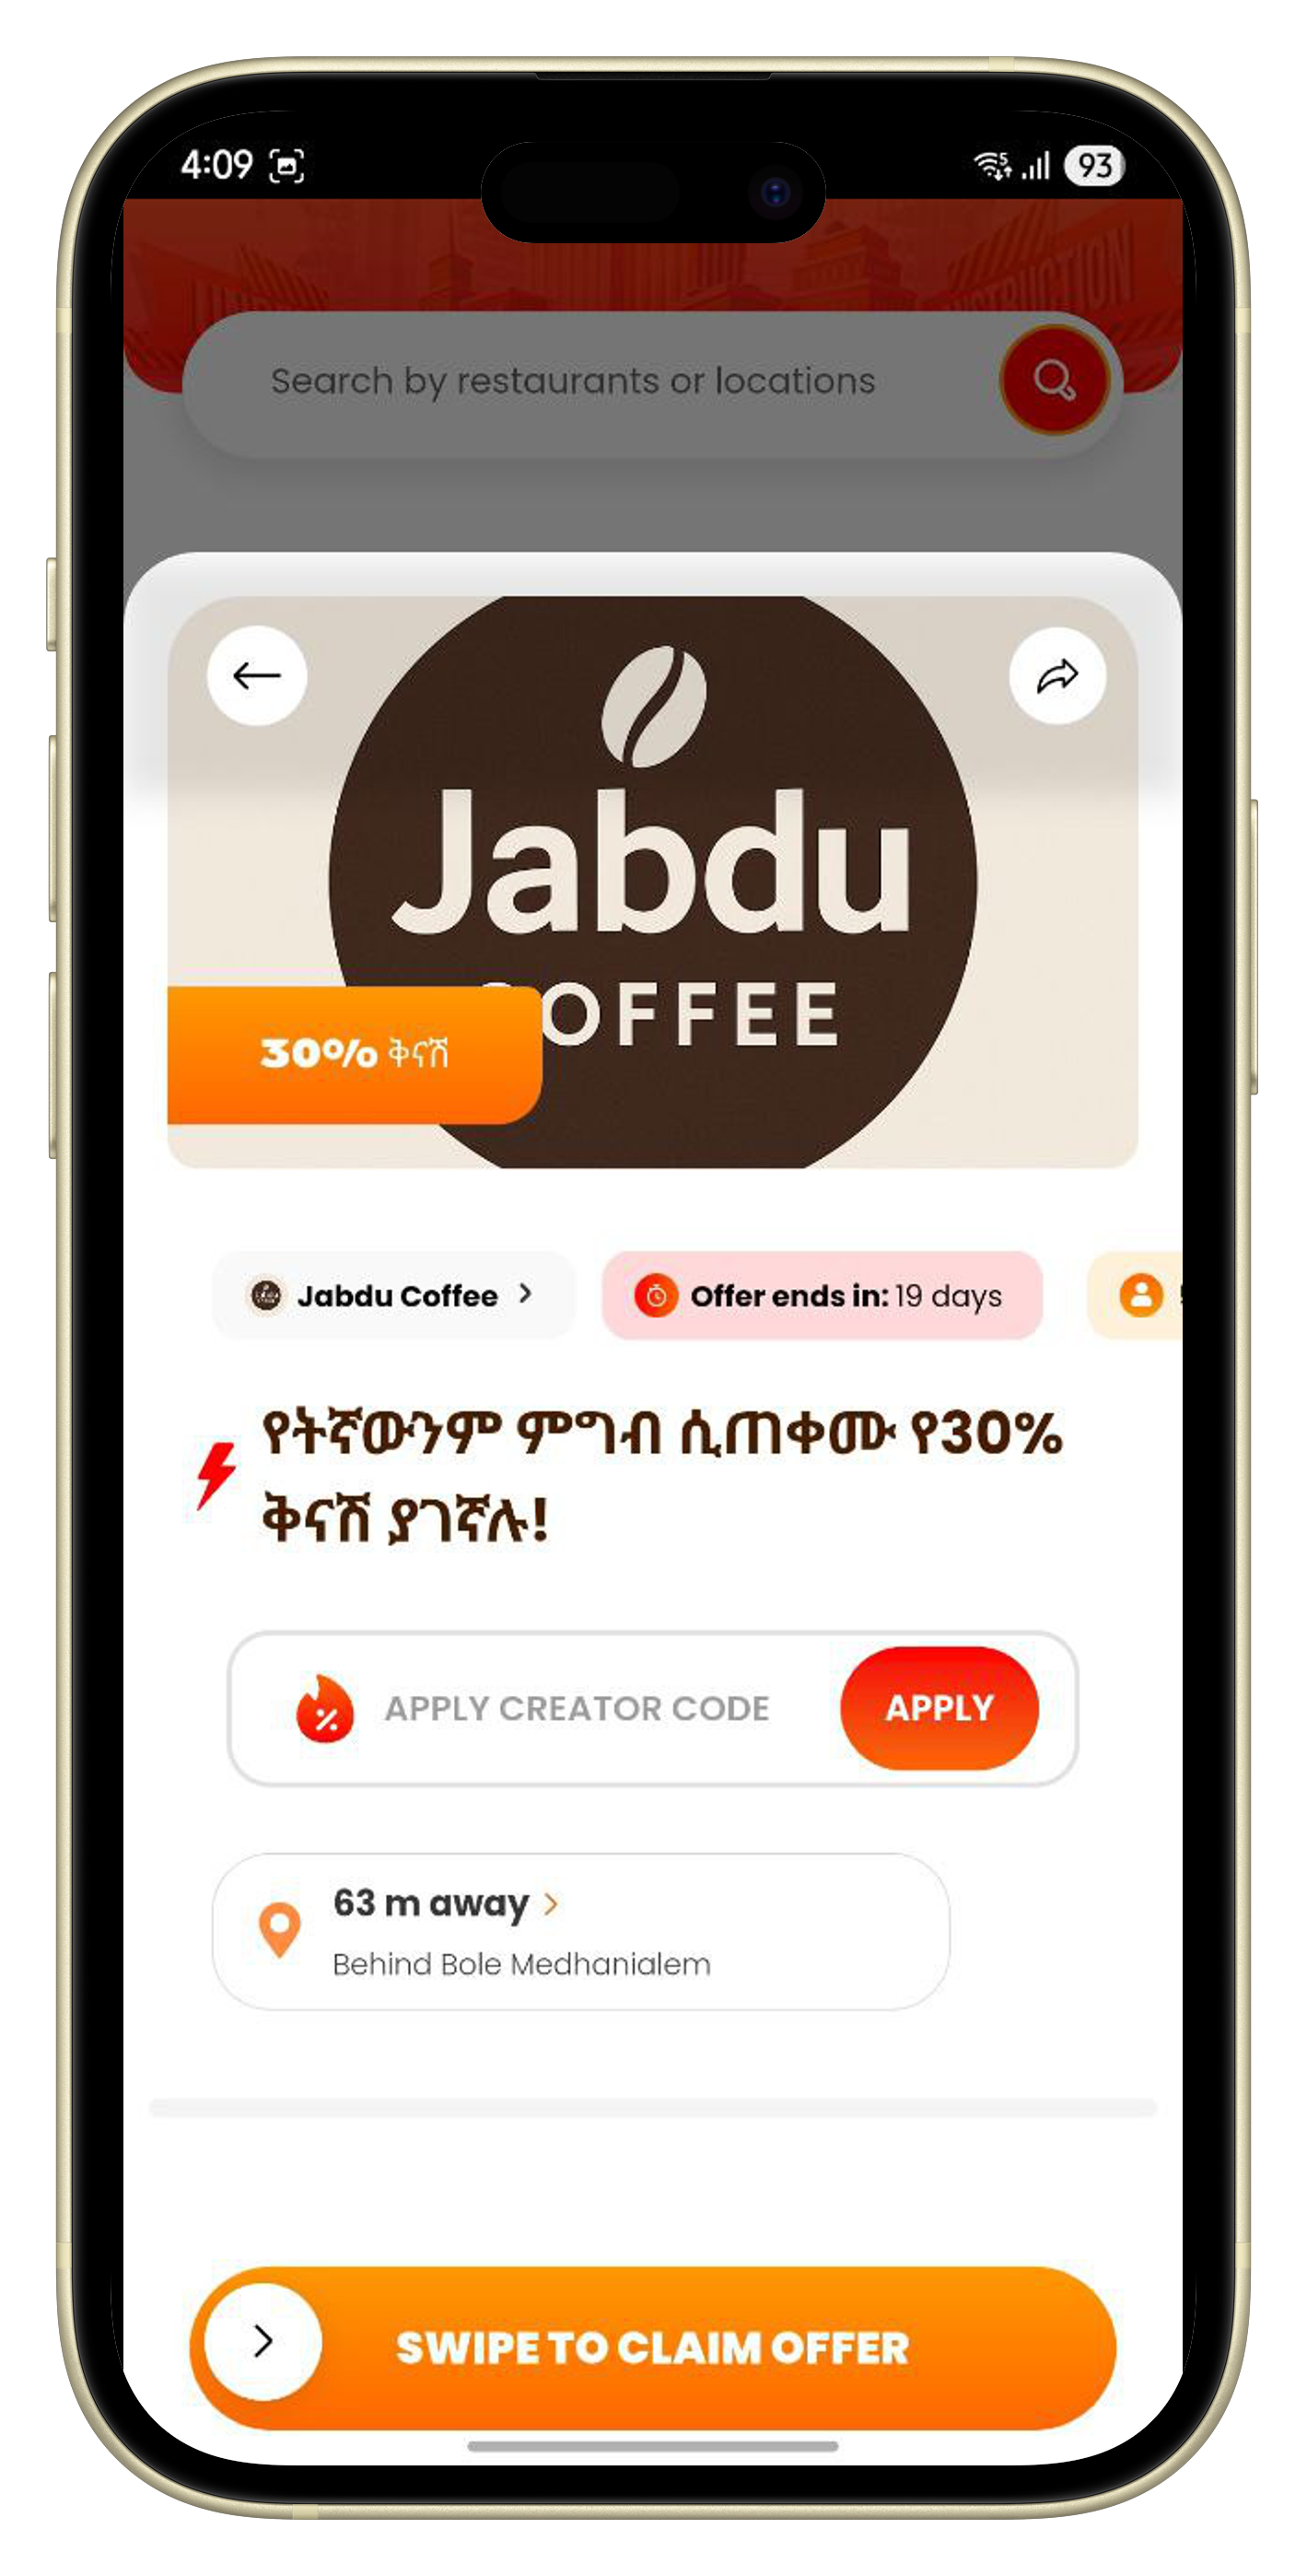 4:09
5
93
Search by restaurants or locations
Jabdu
COFFEE
30% ቅናሽ
Jabdu Coffee
Offer ends in: 19 days
የትኛውንም ምግብ ሲጠቀሙ የ30%
ቅናሽ ያገኛሉ!
APPLY CREATOR CODE
APPLY
63 m away
Behind Bole Medhanialem
SWIPE TO CLAIM OFFER